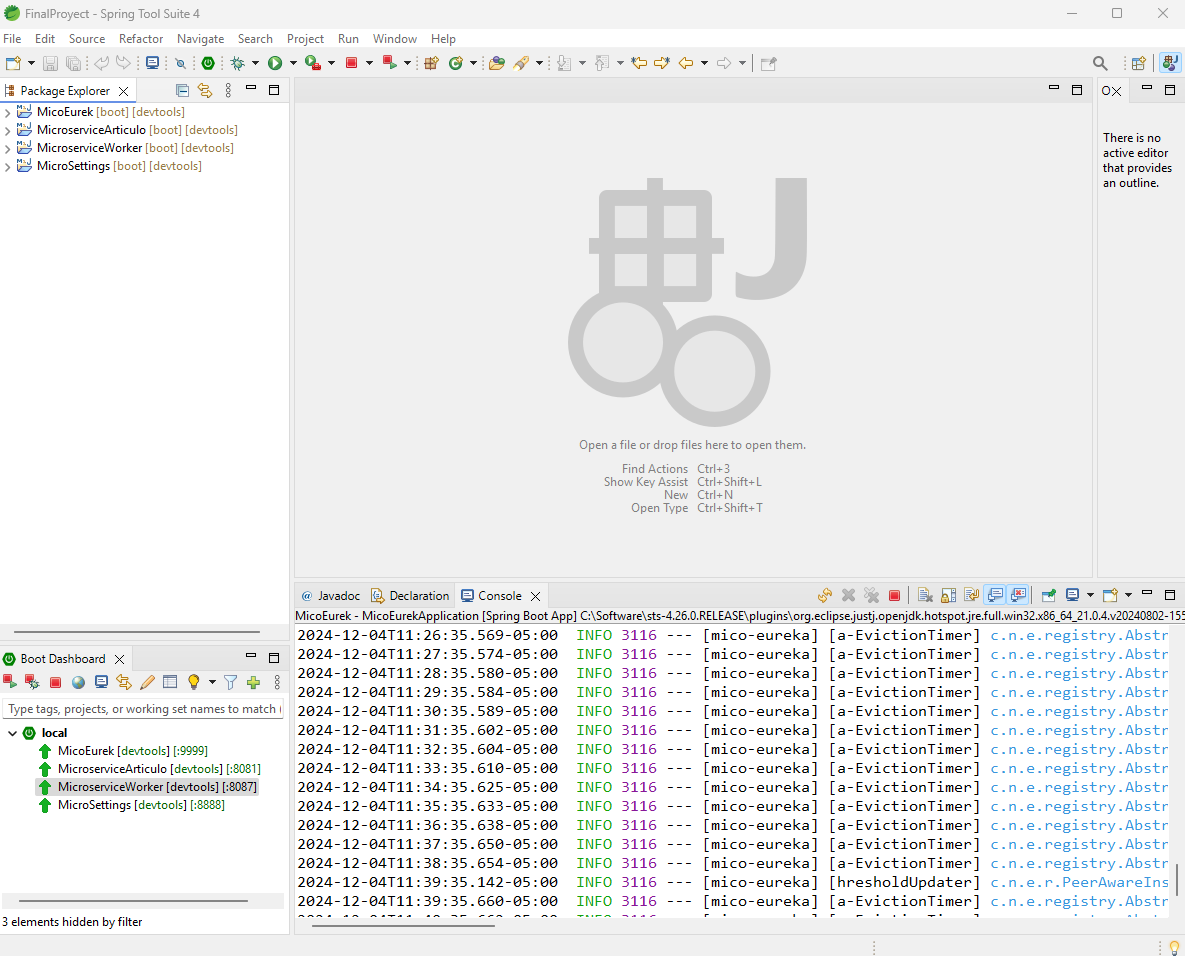 FinalProyect - Spring Tool Suite 4
File Edit Source Refactor Navigate Search Project Run Window Help
Package Explorer
MicoEurek [boot] [devtools]
MicroserviceArticulo [boot] [devtools]
MicroserviceWorker [boot] [devtools]
MicroSettings [boot] [devtools]
J
Open a file or drop files here to open them.
Find Actions Ctrl+3
Show Key Assist Ctrl+Shift+L
New Ctrl+N
Open Type Ctrl+Shift+T
O
There is no
active editor
that provides
an outline.
Boot Dashboard
Type tags, projects, or working set names to match (
local
MicoEurek [devtools] [:9999]
MicroserviceArticulo [devtools] [:8081]
MicroserviceWorker [devtools] [:8087]
MicroSettings [devtools] [:8888]
3 elements hidden by filter
@ Javadoc Declaration Console
MicoEurek - MicoEurekApplication [Spring Boot App] C:\Software\sts-4.26.0.RELEASE\plugins\org.eclipse.justj.openjdk.hotspot.jre.full.win32.x86_64_21.0.4.v20240802-155
2024-12-04T11:26:35.569-05:00 INFO 3116 --- [mico-eureka] [a-EvictionTimer] c.n.e.registry.Abstr
2024-12-04T11:27:35.574-05:00 INFO 3116 --- [mico-eureka] [a-EvictionTimer] c.n.e.registry.Abstr
2024-12-04T11:28:35.580-05:00 INFO 3116 --- [mico-eureka] [a-EvictionTimer] c.n.e.registry.Abstr
2024-12-04T11:29:35.584-05:00 INFO 3116 --- [mico-eureka] [a-EvictionTimer] c.n.e.registry.Abstr
2024-12-04T11:30:35.589-05:00 INFO 3116 --- [mico-eureka] [a-EvictionTimer] c.n.e.registry.Abstr
2024-12-04T11:31:35.602-05:00 INFO 3116 --- [mico-eureka] [a-EvictionTimer] c.n.e.registry.Abstr
2024-12-04T11:32:35.604-05:00 INFO 3116 --- [mico-eureka] [a-EvictionTimer] c.n.e.registry.Abstr
2024-12-04T11:33:35.610-05:00 INFO 3116 --- [mico-eureka] [a-EvictionTimer] c.n.e.registry.Abstr
2024-12-04T11:34:35.625-05:00 INFO 3116 --- [mico-eureka] [a-EvictionTimer] c.n.e.registry.Abstr
2024-12-04T11:35:35.633-05:00 INFO 3116 --- [mico-eureka] [a-EvictionTimer] c.n.e.registry.Abstr
2024-12-04T11:36:35.638-05:00 INFO 3116 --- [mico-eureka] [a-EvictionTimer] c.n.e.registry.Abstr
2024-12-04T11:37:35.650-05:00 INFO 3116 --- [mico-eureka] [a-EvictionTimer] c.n.e.registry.Abstr
2024-12-04T11:38:35.654-05:00 INFO 3116 --- [mico-eureka] [a-EvictionTimer] c.n.e.registry.Abstr
2024-12-04T11:39:35.142-05:00 INFO 3116 --- [mico-eureka] [hresholdUpdater] c.n.e.r.PeerAwareIns
2024-12-04T11:39:35.660-05:00 INFO 3116 --- [mico-eureka] [a-EvictionTimer] c.n.e.registry.Abstr